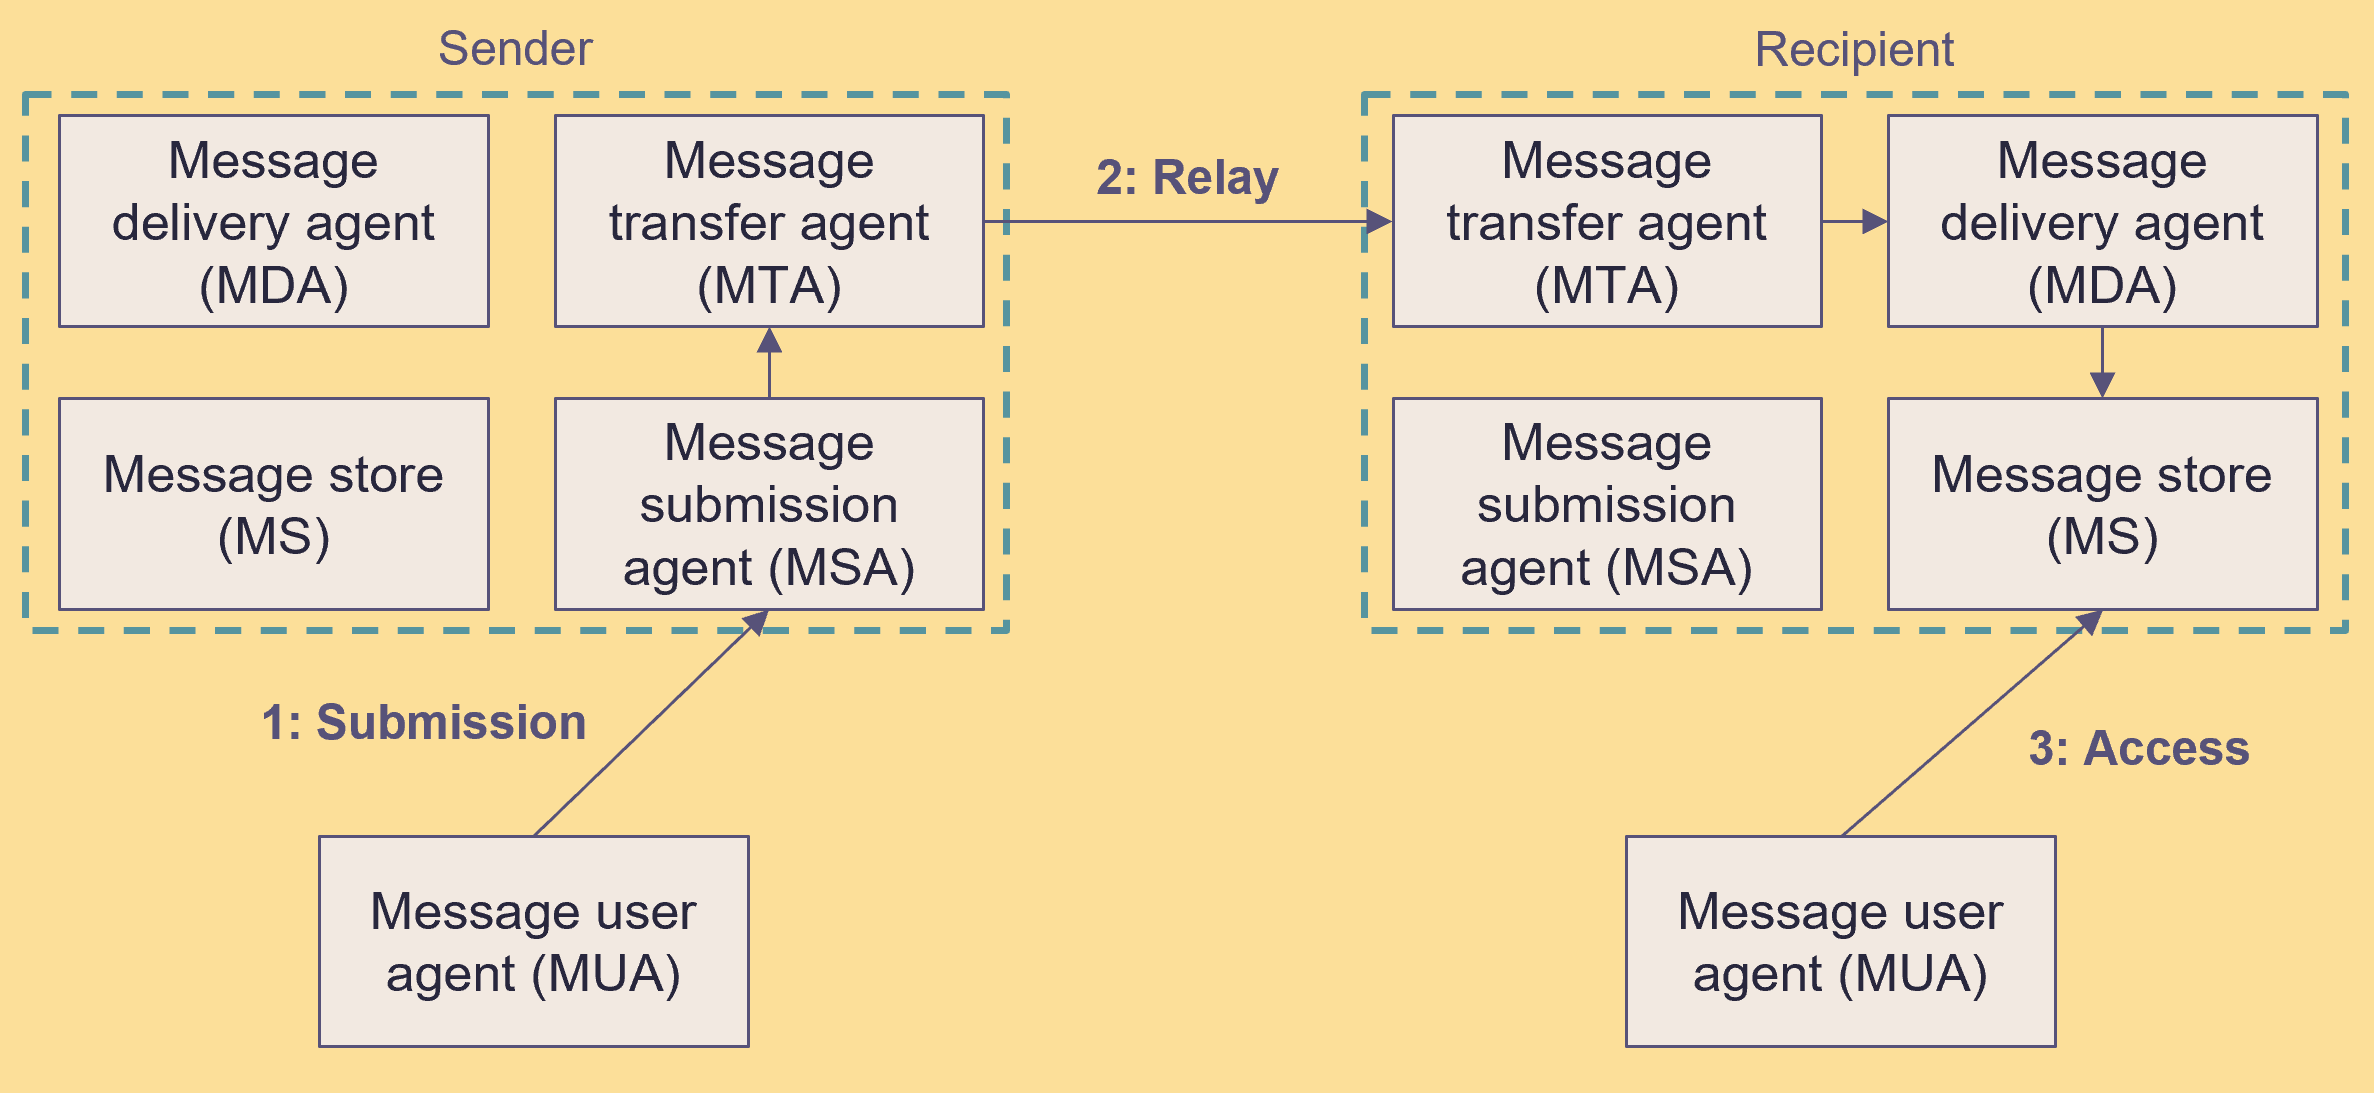 Sender
Message
delivery agent
(MDA)
Message
transfer agent
(MTA)
Message store
(MS)
Message
submission
agent (MSA)
1: Submission
Message user
agent (MUA)
2: Relay
Recipient
Message
transfer agent
(MTA)
Message
delivery agent
(MDA)
Message
submission
agent (MSA)
Message store
(MS)
3: Access
Message user
agent (MUA)